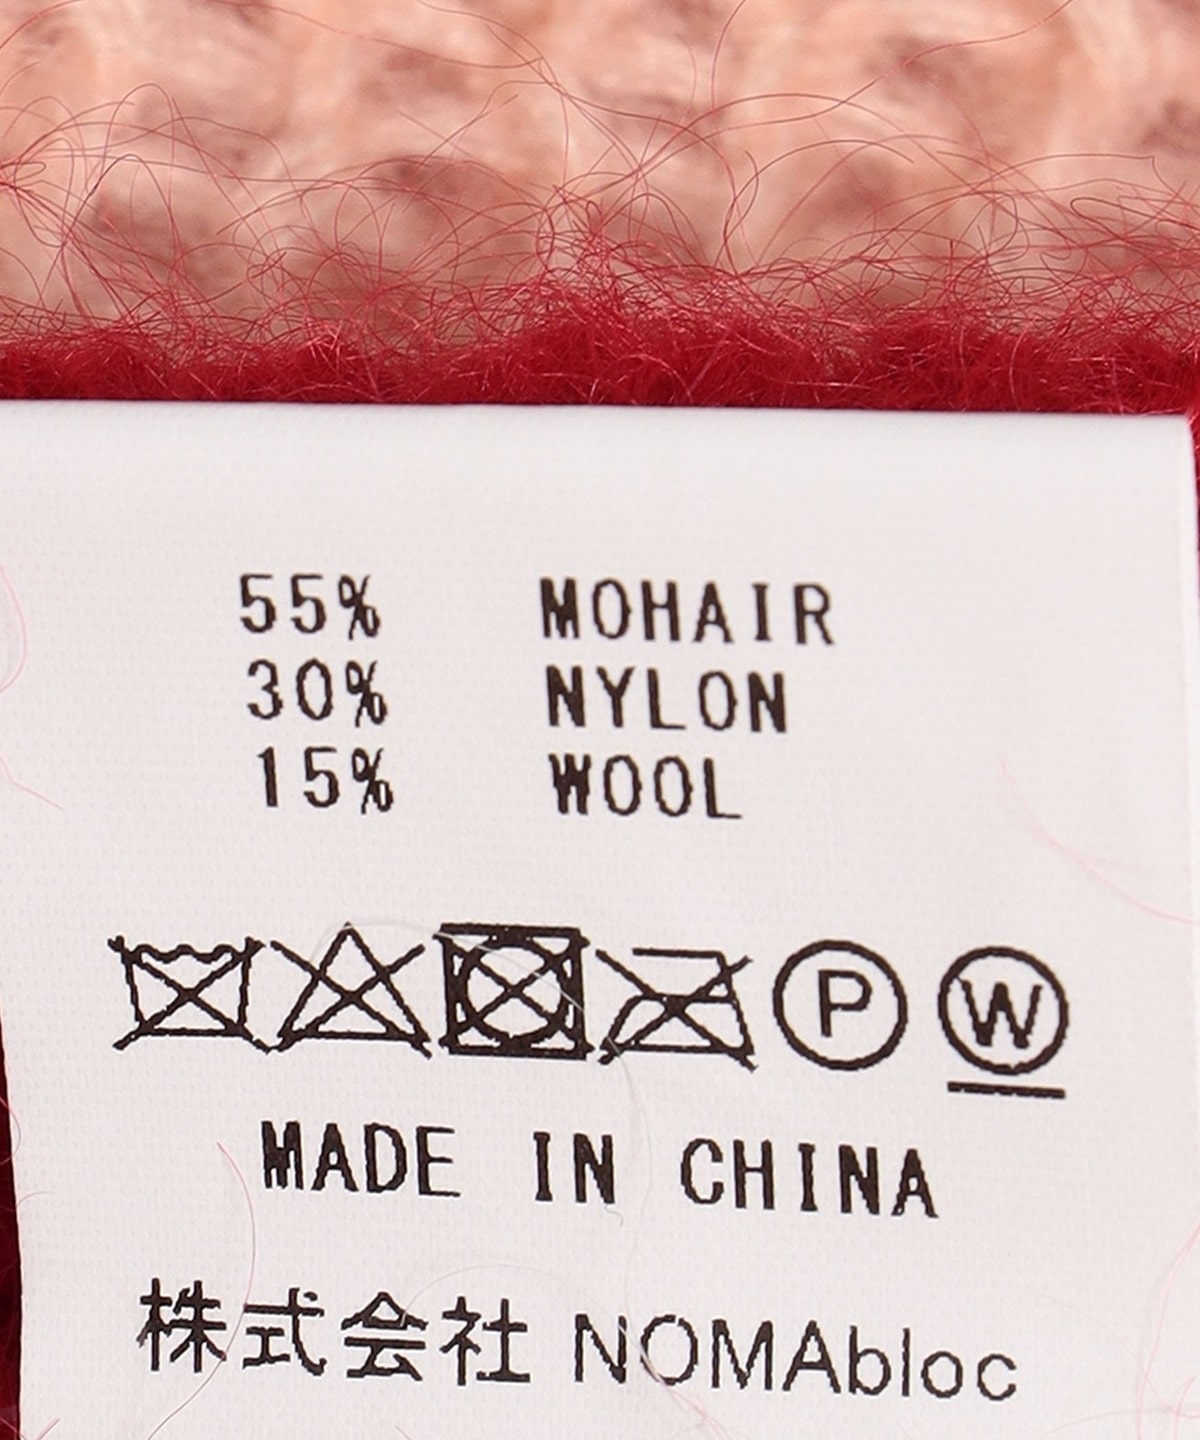 55% MOHAIR
30% NYLON
15% WOOL
P W
MADE IN CHINA
株式会社 NOMAbloc